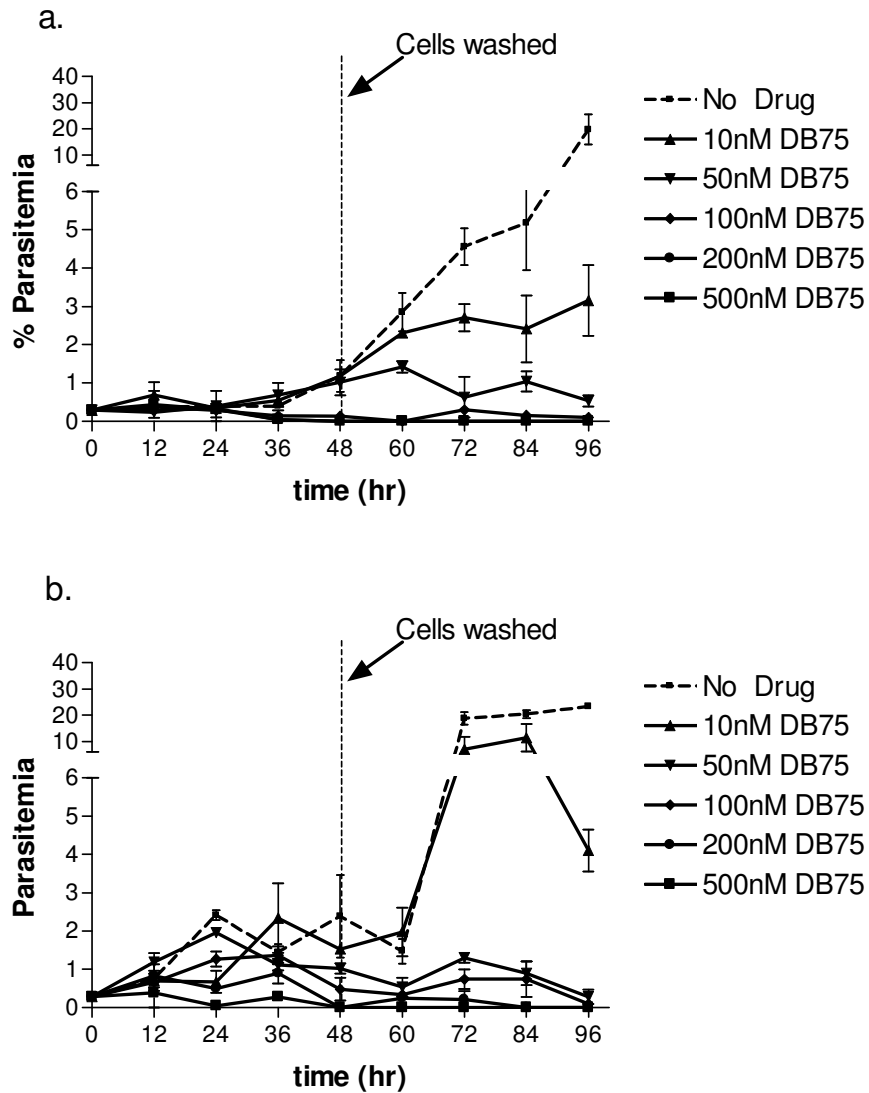 a.
Cells washed
40
30
20
10
6
5
4
3
2
1
0
% Parasitemia
0 12 24 36 48 60 72 84 96
time (hr)
No Drug
10nM DB75
50nM DB75
100nM DB75
200nM DB75
500nM DB75
b.
Cells washed
40
30
20
10
6
5
4
3
2
1
0
Parasitemia
0 12 24 36 48 60 72 84 96
time (hr)
No Drug
10nM DB75
50nM DB75
100nM DB75
200nM DB75
500nM DB75